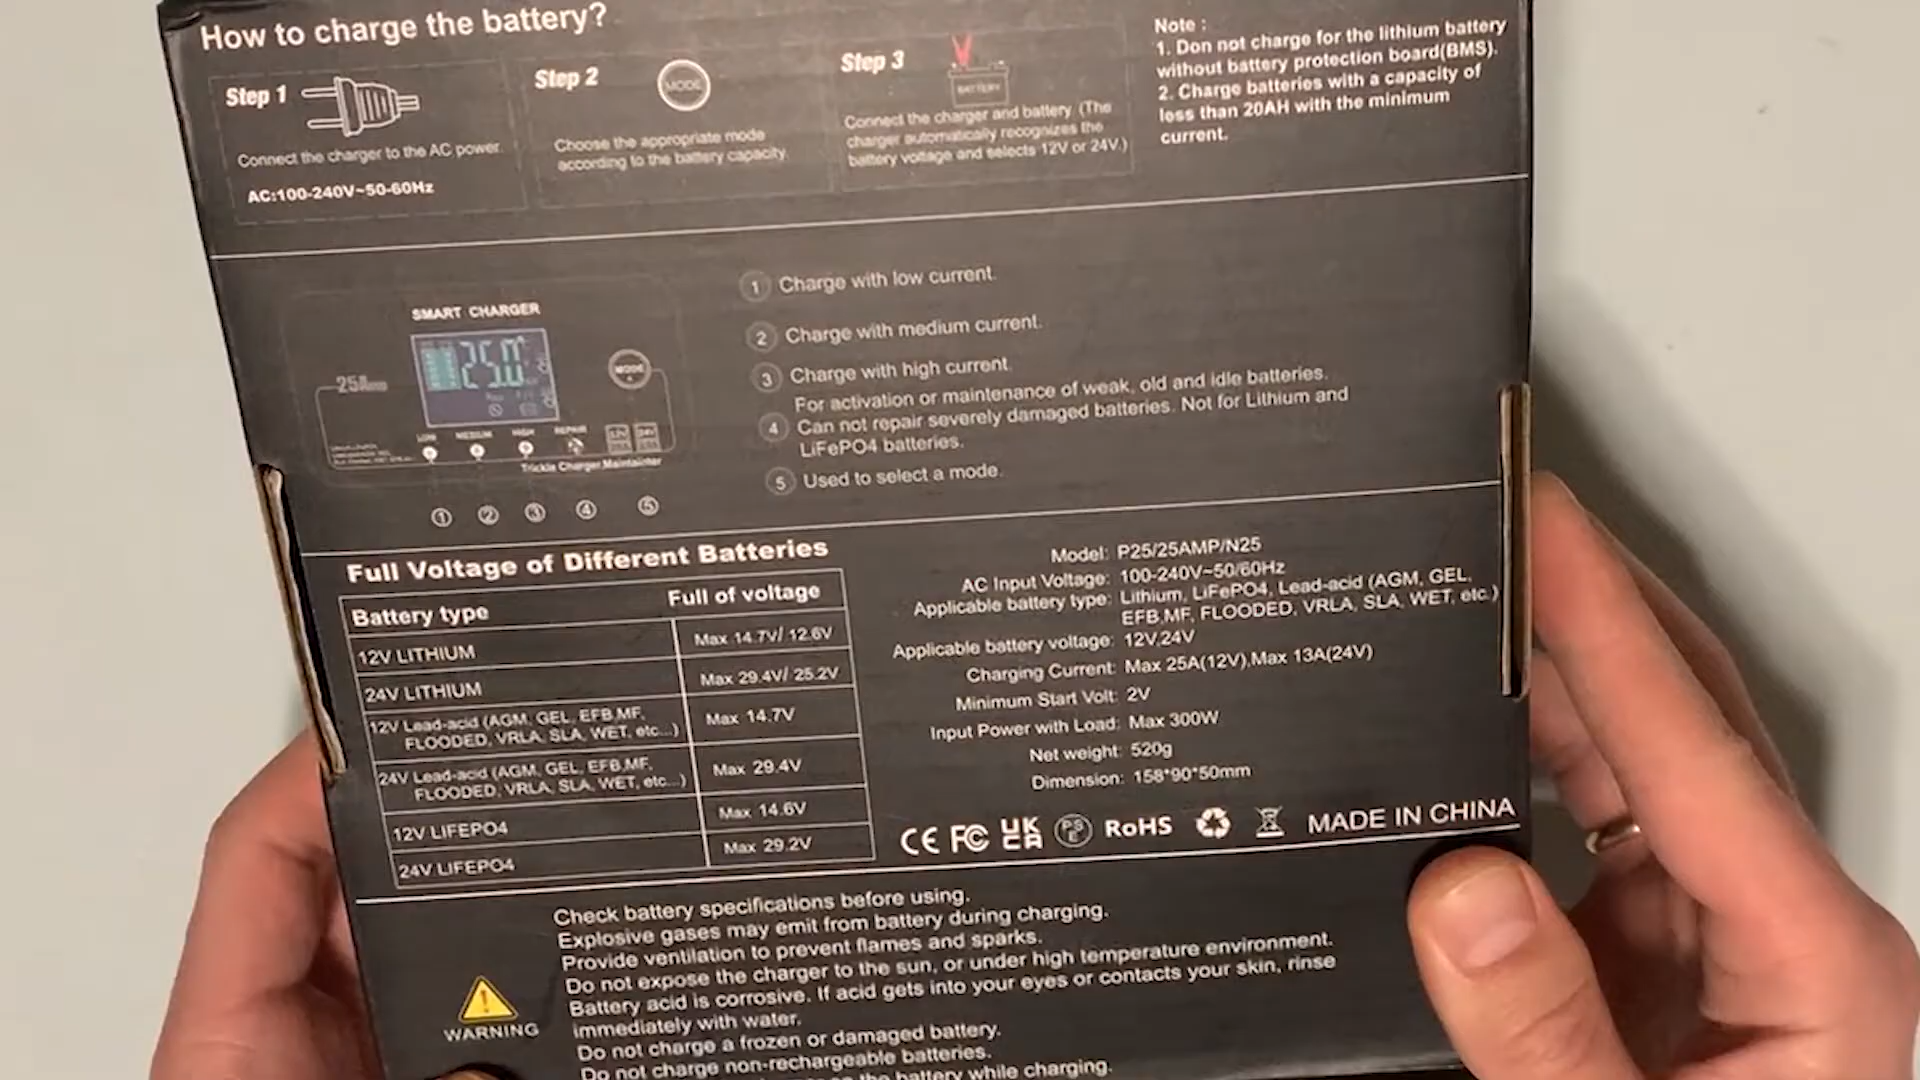 How to charge the battery?
Step 1
Connect the charger to the AC power.
AC:100-240V~50-60Hz
Step 2
MODE
Choose the appropriate mode
according to the battery capacity.
Step 3
BATTERY
Connect the charger and battery. (The
charger automatically recognizes the
battery voltage and selects 12V or 24V.)
Note :
1. Don not charge for the lithium battery
without battery protection board(BMS).
2. Charge batteries with a capacity of
less than 20AH with the minimum
current.
SMART CHARGER
25.0
25Amp
MODE
LOW MEDIUM HIGH REPAIR
12V 24V
Trickle Charger Maintainter
① ② ③ ④ ⑤
1 Charge with low current.
2 Charge with medium current.
3 Charge with high current.
For activation or maintenance of weak, old and idle batteries.
4 Can not repair severely damaged batteries. Not for Lithium and
LiFePO4 batteries.
5 Used to select a mode.
Full Voltage of Different Batteries
Battery type Full of voltage
12V LITHIUM Max 14.7V/ 12.6V
24V LITHIUM Max 29.4V/ 25.2V
12V Lead-acid (AGM, GEL, EFB,MF,
FLOODED, VRLA, SLA, WET, etc...) Max 14.7V
24V Lead-acid (AGM, GEL, EFB,MF,
FLOODED, VRLA, SLA, WET, etc...) Max 29.4V
12V LIFEPO4 Max 14.6V
24V LIFEPO4 Max 29.2V
Model: P25/25AMP/N25
AC Input Voltage: 100-240V~50/60Hz
Applicable battery type: Lithium, LiFePO4, Lead-acid (AGM, GEL,
EFB,MF, FLOODED, VRLA, SLA, WET, etc.)
Applicable battery voltage: 12V,24V
Charging Current: Max 25A(12V),Max 13A(24V)
Minimum Start Volt: 2V
Input Power with Load: Max 300W
Net weight: 520g
Dimension: 158*90*50mm
CE FC UK CA PSE RoHS MADE IN CHINA
WARNING
Check battery specifications before using.
Explosive gases may emit from battery during charging.
Provide ventilation to prevent flames and sparks.
Do not expose the charger to the sun, or under high temperature environment.
Battery acid is corrosive. If acid gets into your eyes or contacts your skin, rinse
immediately with water.
Do not charge a frozen or damaged battery.
Do not charge non-rechargeable batteries.
the battery while charging.